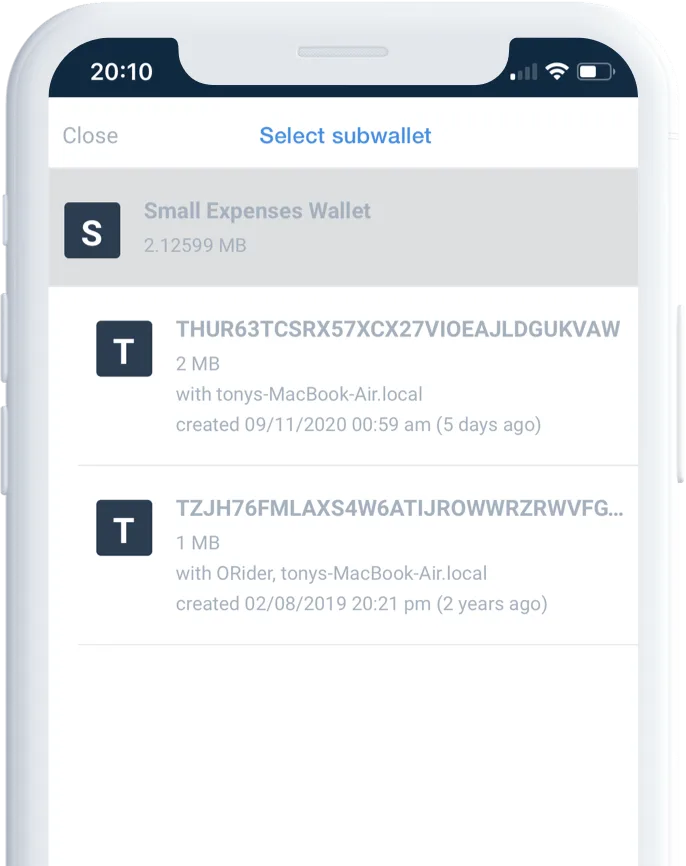 20:10
Close
Select subwallet
S
Small Expenses Wallet
2.12599 MB
T
THUR63TCSRX57XCX27VIOEAJLDGUKVAW
2 MB
with tonys-MacBook-Air.local
created 09/11/2020 00:59 am (5 days ago)
T
TZJH76FMLAXS4W6ATIJROWWRZRWVFG...
1 MB
with ORider, tonys-MacBook-Air.local
created 02/08/2019 20:21 pm (2 years ago)